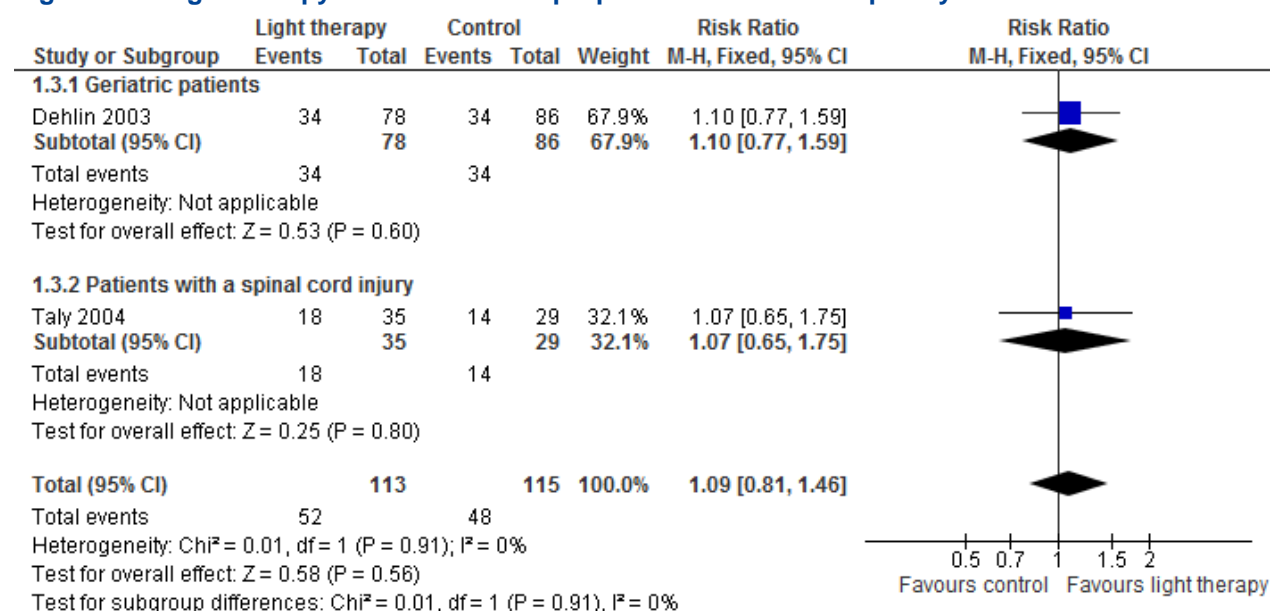 Light therapy Control Risk Ratio Risk Ratio
Study or Subgroup Events Total Events Total Weight M-H, Fixed, 95% CI M-H, Fixed, 95% CI
1.3.1 Geriatric patients
Dehlin 2003 34 78 34 86 67.9% 1.10 [0.77, 1.59]
Subtotal (95% CI) 78 86 67.9% 1.10 [0.77, 1.59]
Total events 34 34
Heterogeneity: Not applicable
Test for overall effect: Z = 0.53 (P = 0.60)
1.3.2 Patients with a spinal cord injury
Taly 2004 18 35 14 29 32.1% 1.07 [0.65, 1.75]
Subtotal (95% CI) 35 29 32.1% 1.07 [0.65, 1.75]
Total events 18 14
Heterogeneity: Not applicable
Test for overall effect: Z = 0.25 (P = 0.80)
Total (95% CI) 113 115 100.0% 1.09 [0.81, 1.46]
Total events 52 48
Heterogeneity: Chi² = 0.01, df = 1 (P = 0.91); I² = 0%
Test for overall effect: Z = 0.58 (P = 0.56)
Test for subgroup differences: Chi² = 0.01, df = 1 (P = 0.91), I² = 0%
0.5 0.7 1 1.5 2
Favours control Favours light therapy